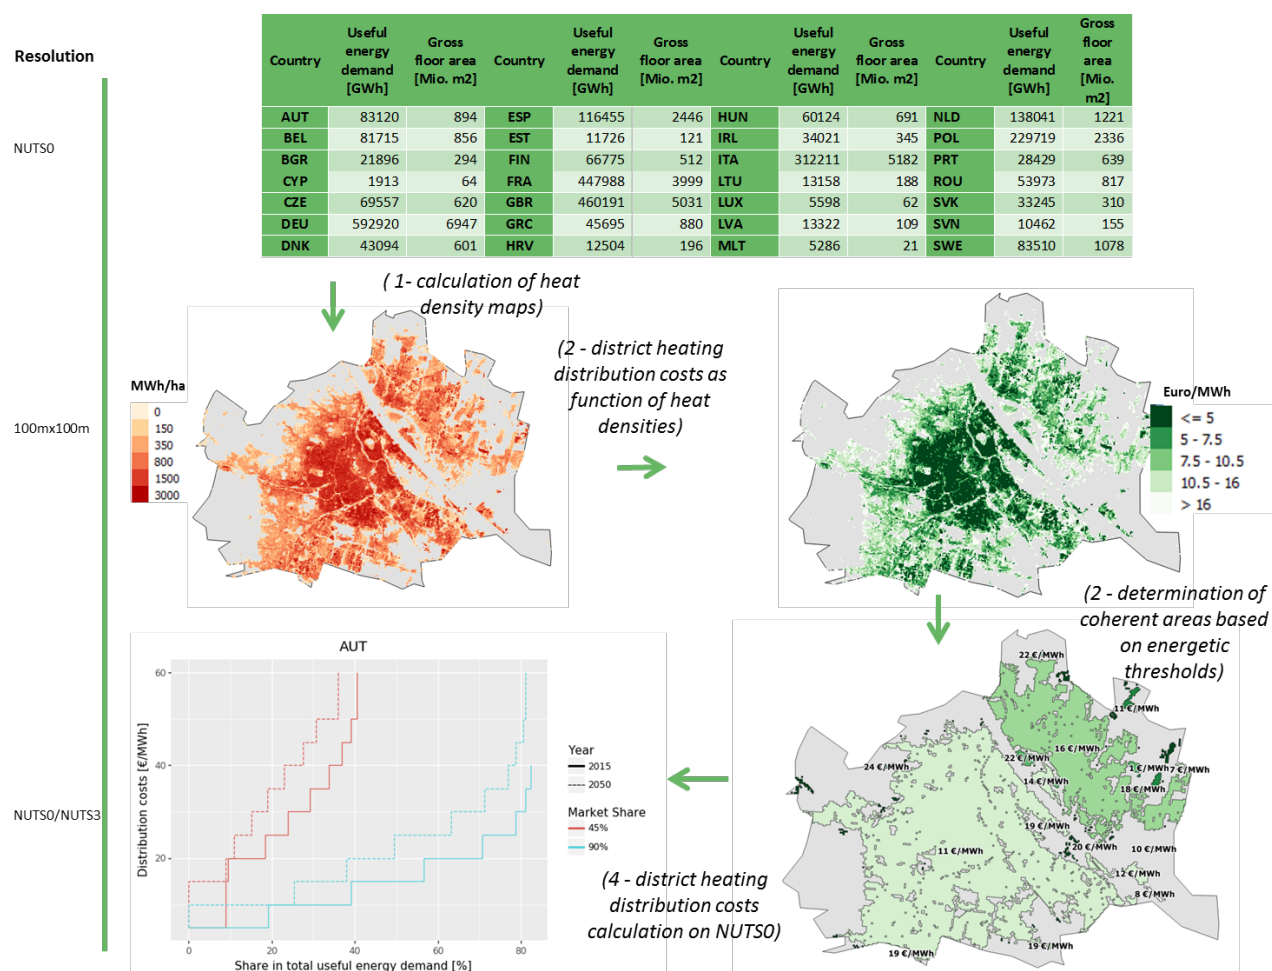 Resolution
Country Useful energy demand [GWh] Gross floor area [Mio. m2] Country Useful energy demand [GWh] Gross floor area [Mio. m2] Country Useful energy demand [GWh] Gross floor area [Mio. m2] Country Useful energy demand [GWh] Gross floor area [Mio. m2]
AUT 83120 894 ESP 116455 2446 HUN 60124 691 NLD 138041 1221
BEL 81715 856 EST 11726 121 IRL 34021 345 POL 229719 2336
BGR 21896 294 FIN 66775 512 ITA 312211 5182 PRT 28429 639
CYP 1913 64 FRA 447988 3999 LTU 13158 188 ROU 53973 817
CZE 69557 620 GBR 460191 5031 LUX 5598 62 SVK 33245 310
DEU 592920 6947 GRC 45695 880 LVA 13322 109 SVN 10462 155
DNK 43094 601 HRV 12504 196 MLT 5286 21 SWE 83510 1078
NUTS0
( 1- calculation of heat
density maps)
(2 - district heating
distribution costs as
function of heat
densities)
MWh/ha
0
150
350
800
1500
3000
100mx100m
Euro/MWh
<= 5
5 - 7.5
7.5 - 10.5
10.5 - 16
> 16
(2 - determination of
coherent areas based
on energetic
thresholds)
22 €/MWh
11 €/MWh
16 €/MWh
22 €/MWh
24 €/MWh
1 €/MWh
7 €/MWh
14 €/MWh
18 €/MWh
19 €/MWh
20 €/MWh
10 €/MWh
11 €/MWh
12 €/MWh
8 €/MWh
19 €/MWh
19 €/MWh
NUTS0/NUTS3
AUT
Distribution costs [€/MWh]
60
40
20
0 20 40 60 80
Share in total useful energy demand [%]
Year
2015
2050
Market Share
45%
90%
(4 - district heating
distribution costs
calculation on NUTS0)